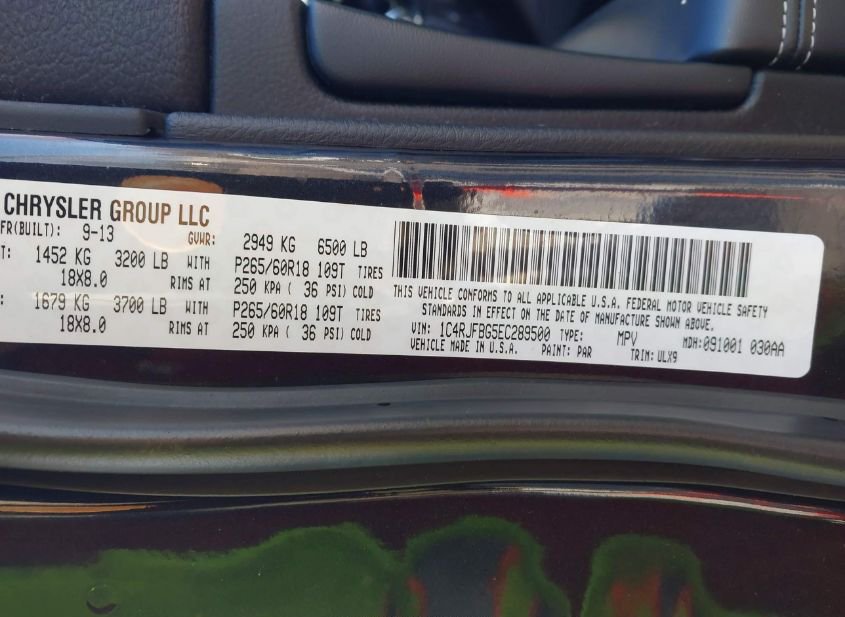 CHRYSLER GROUP LLC
FR(BUILT): 9-13 GVWR: 2949 KG 6500 LB
T: 1452 KG 3200 LB WITH P265/60R18 109T TIRES
18X8.0 RIMS AT 250 KPA ( 36 PSI) COLD
: 1679 KG 3700 LB WITH P265/60R18 109T TIRES
18X8.0 RIMS AT 250 KPA ( 36 PSI) COLD
THIS VEHICLE CONFORMS TO ALL APPLICABLE U.S.A. FEDERAL MOTOR VEHICLE SAFETY
STANDARDS IN EFFECT ON THE DATE OF MANUFACTURE SHOWN ABOVE.
VIN: 1C4RJFBG5EC289500 TYPE: MPV MDH:091001 030AA
VEHICLE MADE IN U.S.A. PAINT: PAR TRIM: ULX9